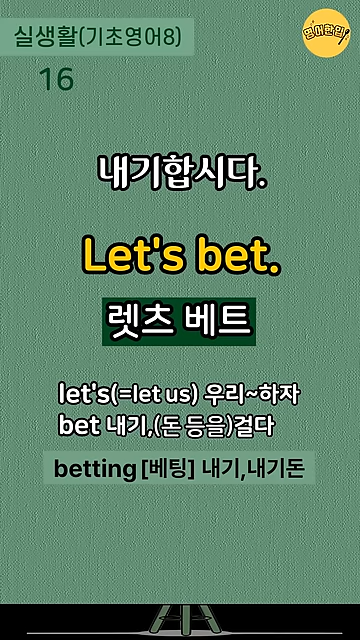 실생활(기초영어8)
영어한입
16
내기합시다.
Let's bet.
렛츠 베트
let's(=let us) 우리~하자
bet 내기,(돈 등을)걸다
betting[베팅] 내기,내기돈